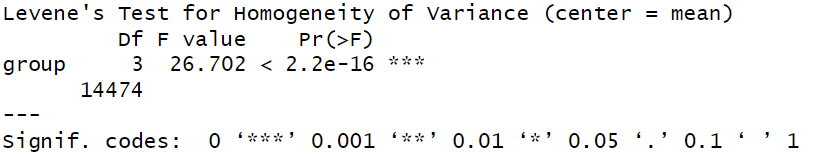 Levene's Test for Homogeneity of Variance (center = mean)
         Df F value    Pr(>F)
group     3  26.702 < 2.2e-16 ***
      14474
---
Signif. codes:  0 ‘***’ 0.001 ‘**’ 0.01 ‘*’ 0.05 ‘.’ 0.1 ‘ ’ 1